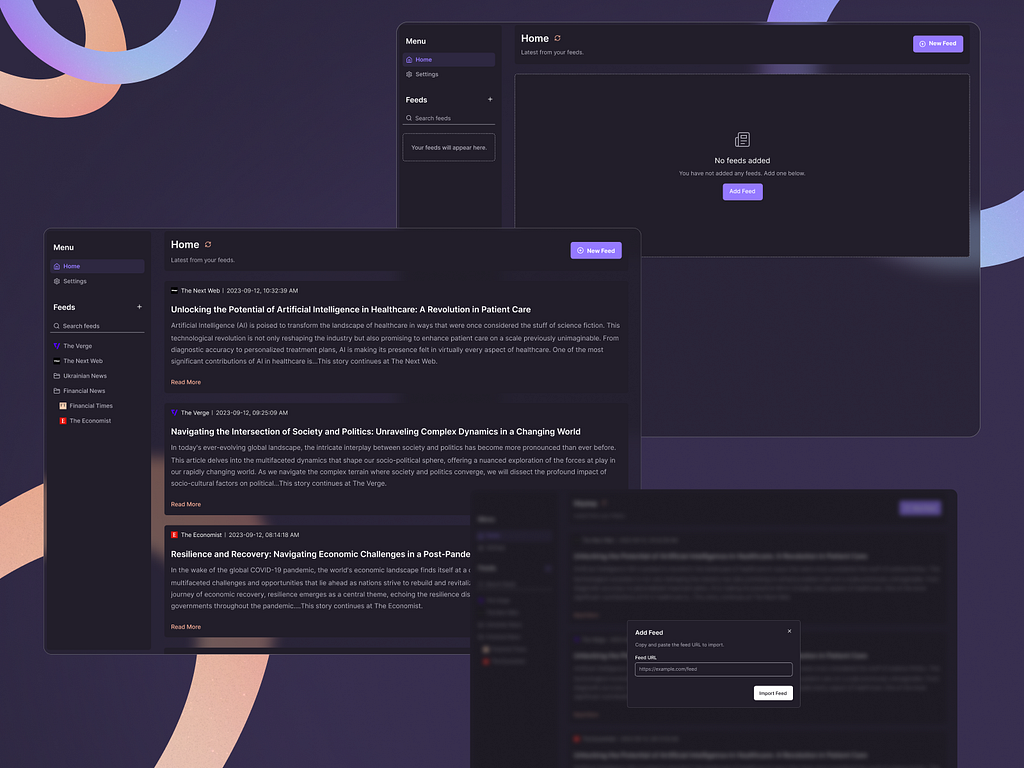 Menu
Home
Settings
Feeds +
Search feeds
Your feeds will appear here.
Home
Latest from your feeds.
New Feed
No feeds added
You have not added any feeds. Add one below.
Add Feed
Menu
Home
Settings
Feeds +
Search feeds
The Verge
The Next Web
Ukrainian News
Financial News
Financial Times
The Economist
Home
Latest from your feeds.
New Feed
The Next Web | 2023-09-12, 10:32:39 AM
Unlocking the Potential of Artificial Intelligence in Healthcare: A Revolution in Patient Care
Artificial Intelligence (AI) is poised to transform the landscape of healthcare in ways that were once considered the stuff of science fiction. This
technological revolution is not only reshaping the industry but also promising to enhance patient care on a scale previously unimaginable. From
diagnostic accuracy to personalized treatment plans, AI is making its presence felt in virtually every aspect of healthcare. One of the most
significant contributions of AI in healthcare is...This story continues at The Next Web.
Read More
The Verge | 2023-09-12, 09:25:09 AM
Navigating the Intersection of Society and Politics: Unraveling Complex Dynamics in a Changing World
In today's ever-evolving global landscape, the intricate interplay between society and politics has become more pronounced than ever before.
This article delves into the multifaceted dynamics that shape our socio-political sphere, offering a nuanced exploration of the forces at play in
our rapidly changing world. As we navigate the complex terrain where society and politics converge, we will dissect the profound impact of
socio-cultural factors on political...This story continues at The Verge.
Read More
E The Economist | 2023-09-12, 08:14:18 AM
Resilience and Recovery: Navigating Economic Challenges in a Post-Pande
In the wake of the global COVID-19 pandemic, the world's economic landscape finds itself at a c
multifaceted challenges and opportunities that lie ahead as nations strive to rebuild and revitaliz
journey of economic recovery, resilience emerges as a central theme, echoing the resilience dis
governments throughout the pandemic....This story continues at The Economist.
Read More
Add Feed
Copy and paste the feed URL to import.
Feed URL
https://example.com/feed
Import Feed